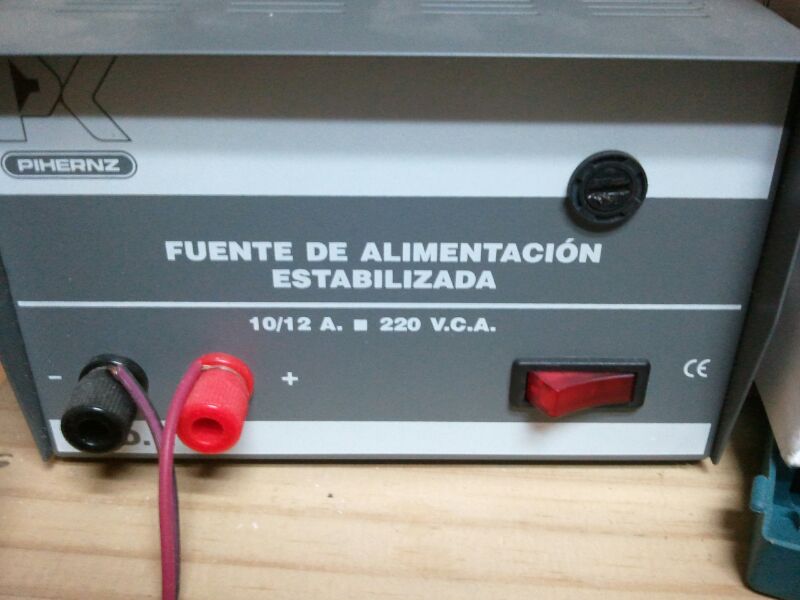 PIHERNZ
FUENTE DE ALIMENTACIÓN
ESTABILIZADA
10/12 A. ■ 220 V.C.A.
- +
CE